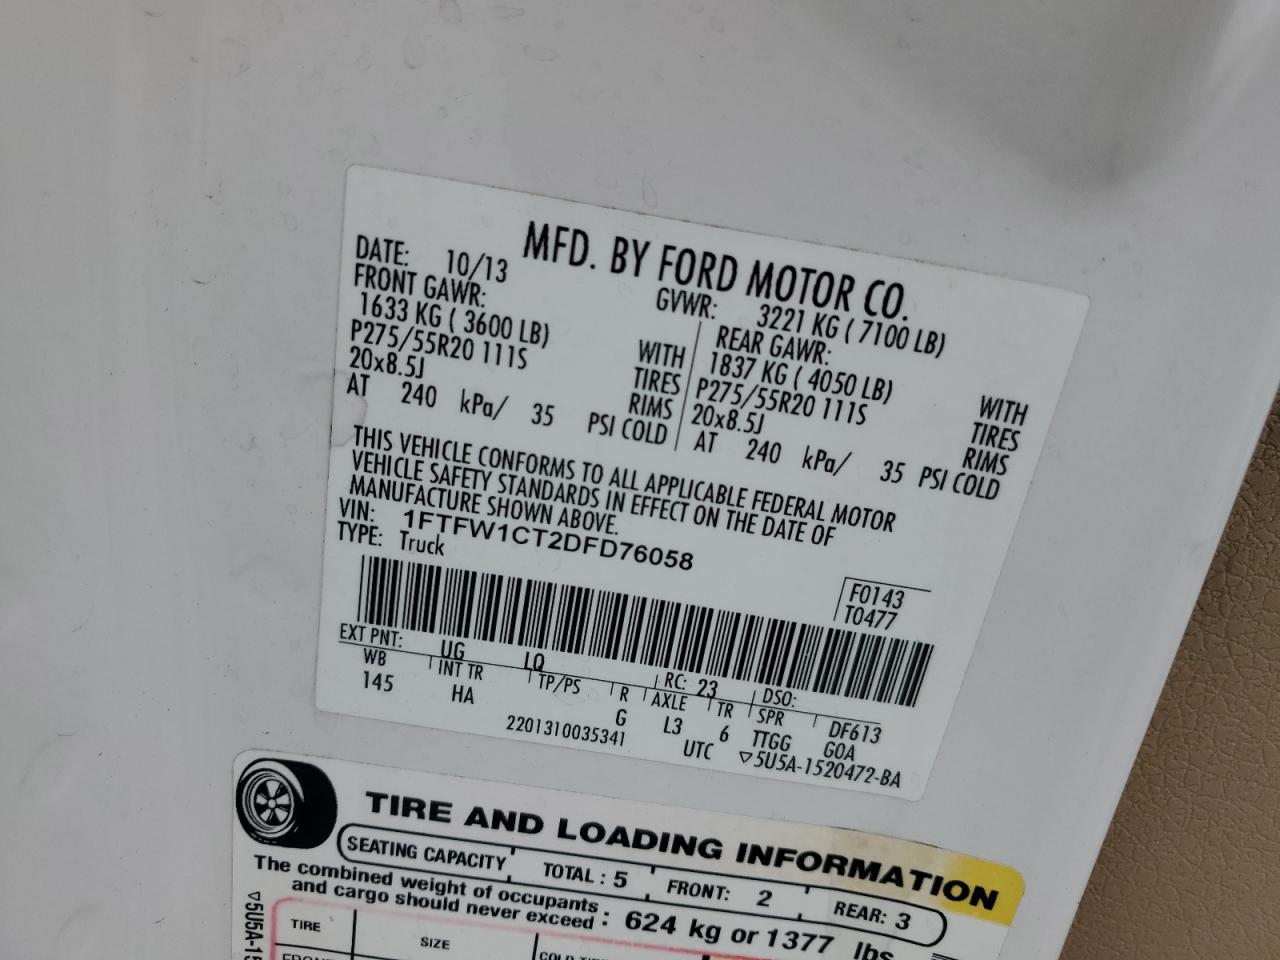 MFD. BY FORD MOTOR CO.
DATE: 10/13 GVWR: 3221 KG ( 7100 LB)
FRONT GAWR: REAR GAWR:
1633 KG ( 3600 LB) WITH 1837 KG ( 4050 LB) WITH
P275/55R20 111S TIRES P275/55R20 111S TIRES
20x8.5J RIMS 20x8.5J RIMS
AT 240 kPa/ 35 PSI COLD AT 240 kPa/ 35 PSI COLD
THIS VEHICLE CONFORMS TO ALL APPLICABLE FEDERAL MOTOR
VEHICLE SAFETY STANDARDS IN EFFECT ON THE DATE OF
MANUFACTURE SHOWN ABOVE.
VIN: 1FTFW1CT2DFD76058
TYPE: Truck
F0143
T0477
EXT PNT: UG LQ RC: 23 DSO:
WB INT TR TP/PS R AXLE TR SPR DF613
145 HA G L3 6 TTGG GOA
2201310035341 UTC ▽5U5A-1520472-BA
TIRE AND LOADING INFORMATION
SEATING CAPACITY TOTAL : 5 FRONT: 2 REAR: 3
The combined weight of occupants
and cargo should never exceed : 624 kg or 1377 lbs
TIRE SIZE